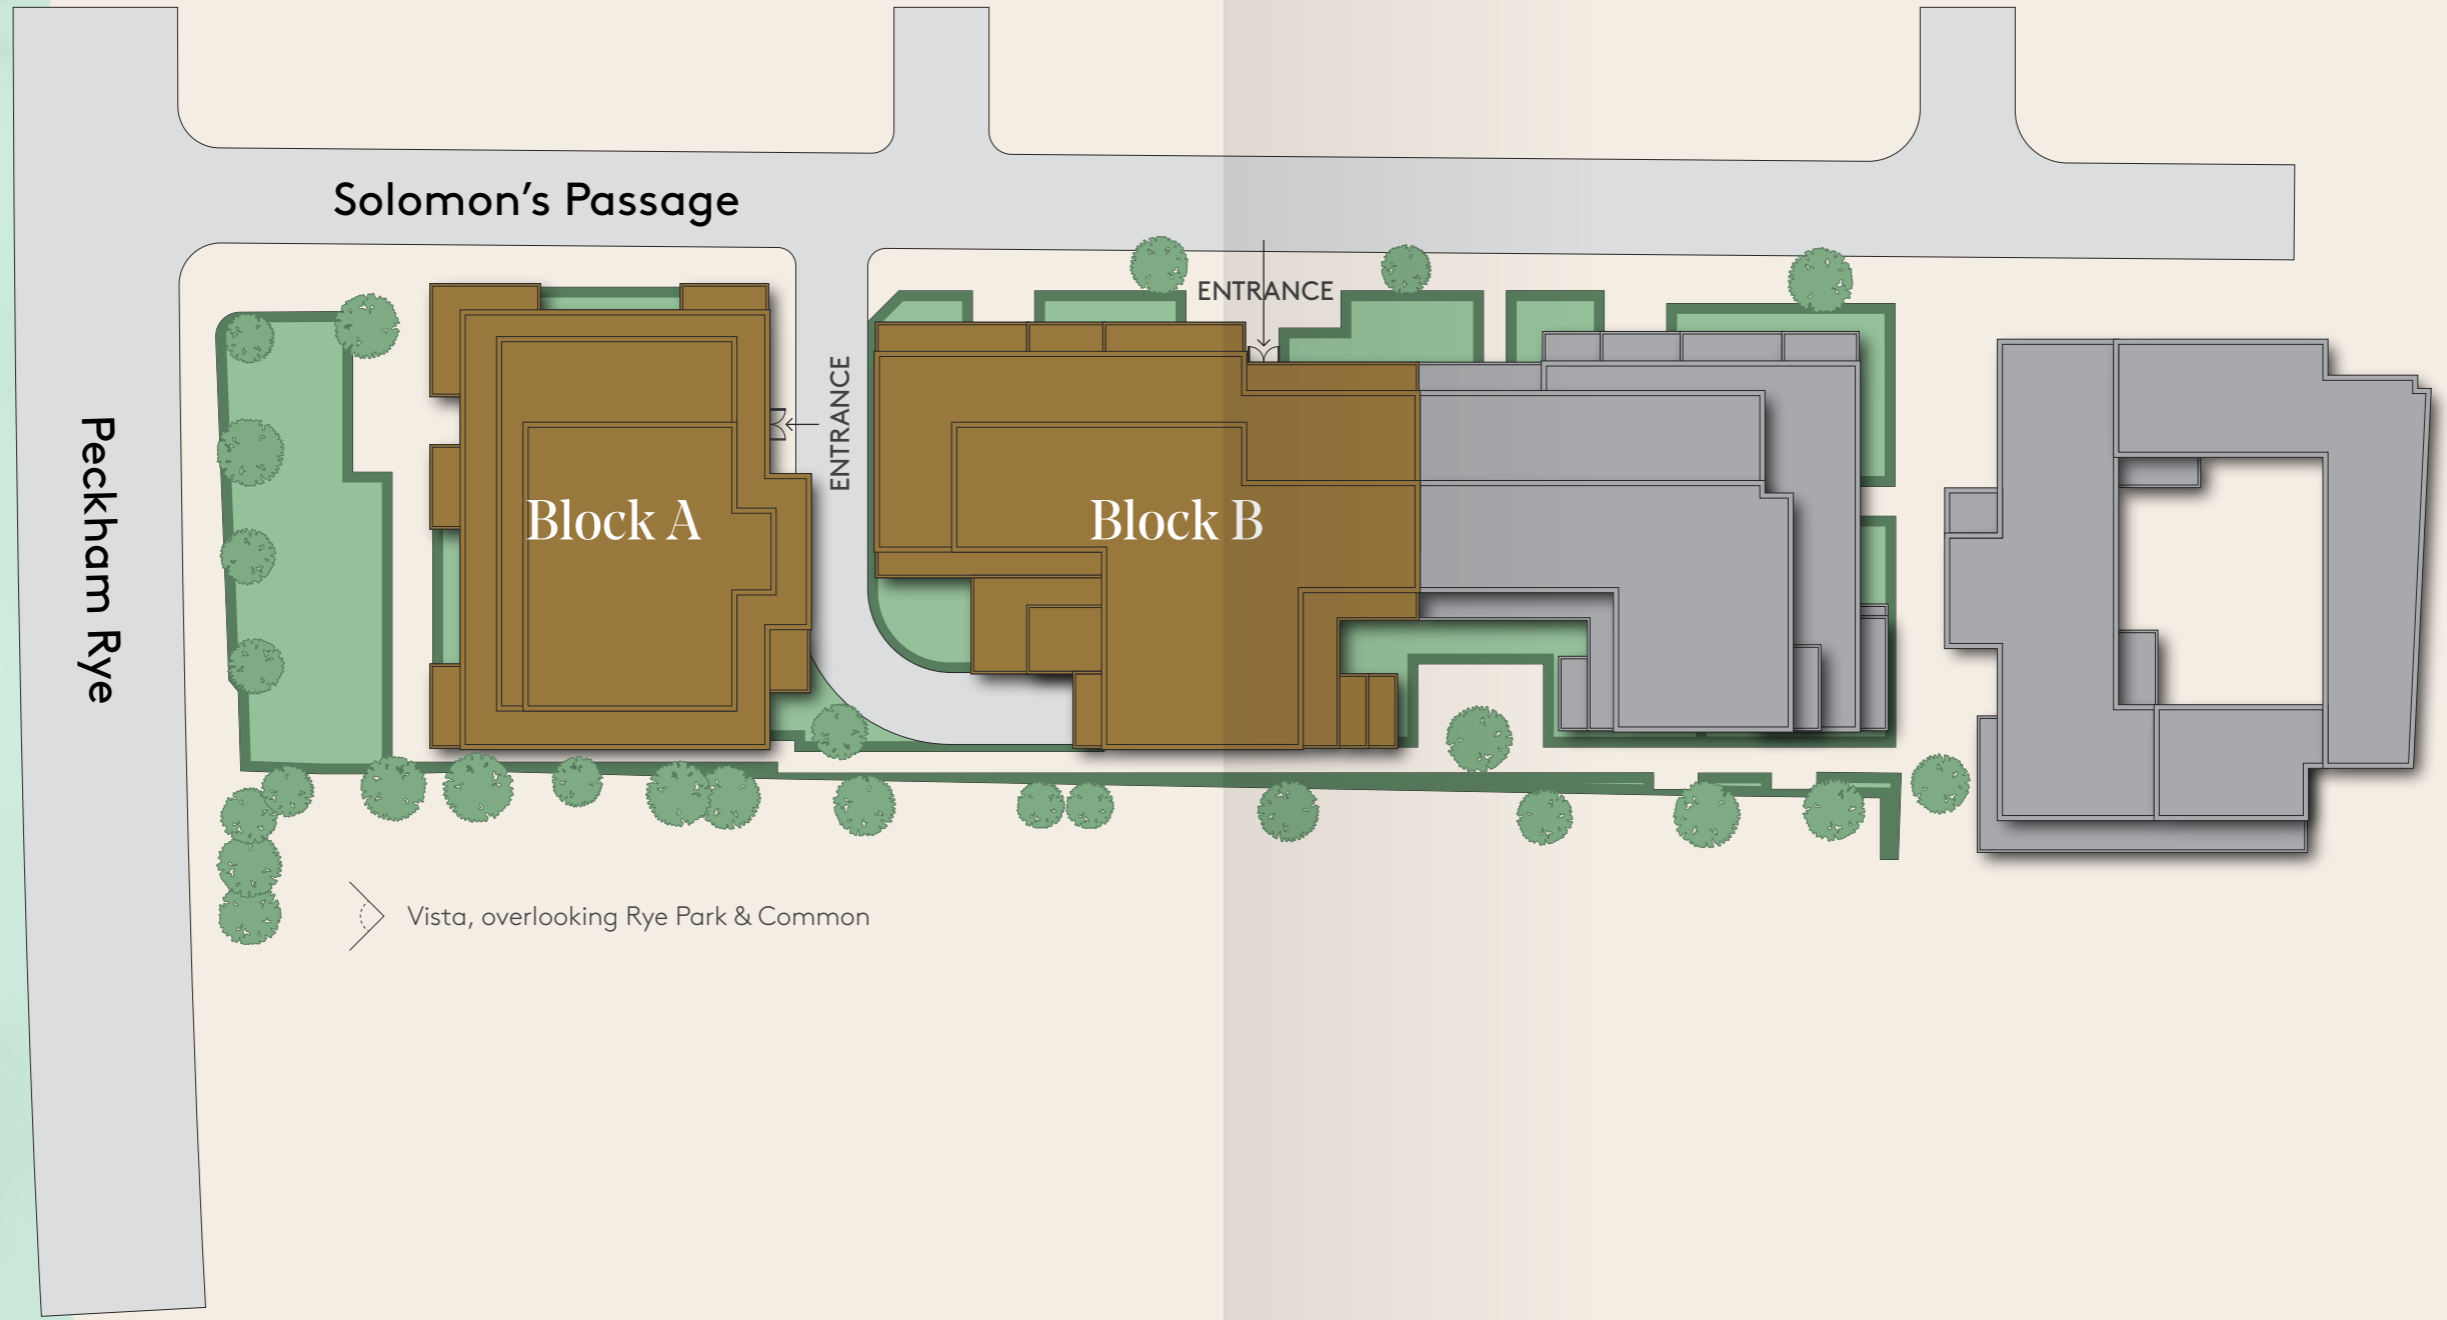 Solomon’s Passage
ENTRANCE
ENTRANCE
Peckham Rye
Block A
Block B
Vista, overlooking Rye Park & Common